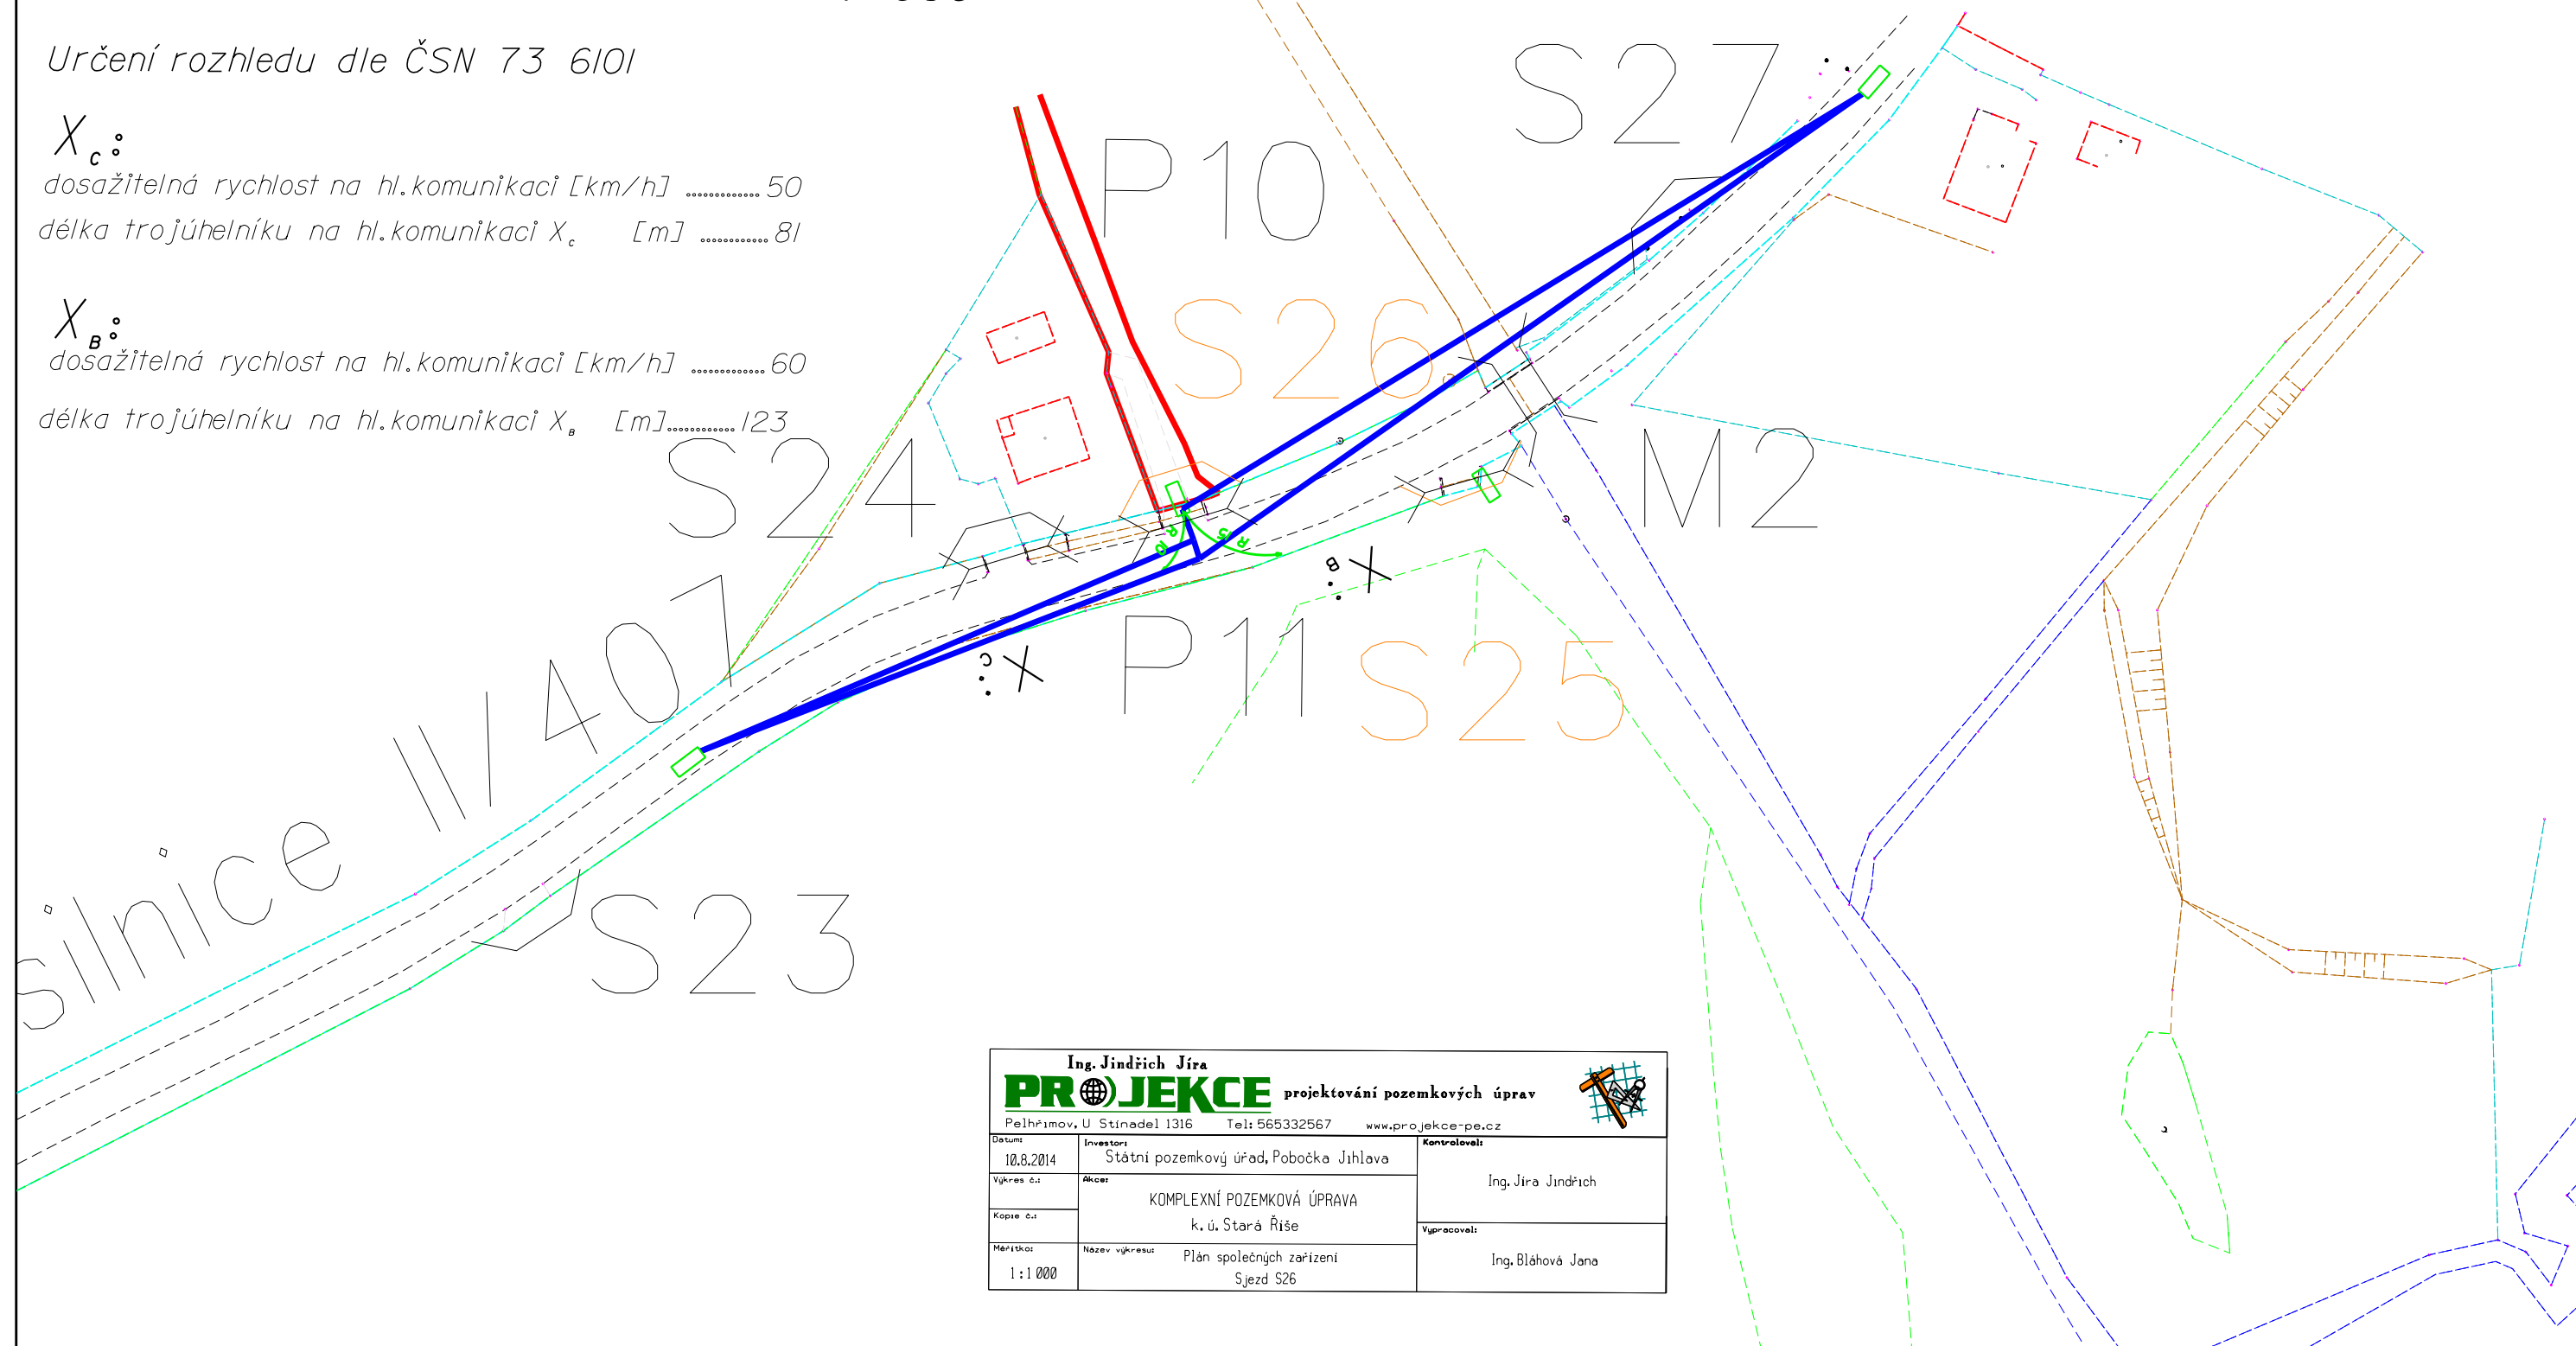 Určení rozhledu dle ČSN 73 6101
Xc:
dosažitelná rychlost na hl.komunikaci [km/h] ............. 50
délka trojúhelníku na hl.komunikaci Xc [m] ............ 81
XB:
dosažitelná rychlost na hl.komunikaci [km/h] ............. 60
délka trojúhelníku na hl.komunikaci XB [m]............ 123
S27
P10
S26
S24
M2
R
R
XB:
Xc:
P11
S25
silnice II/407
S23
Ing. Jindřich Jíra
PROJEKCE
projektování pozemkových úprav
Pelhřimov, U Stínadel 1316 Tel: 565332567 www.projekce-pe.cz
Datum:
10.8.2014
Investor:
Státní pozemkový úřad, Pobočka Jihlava
Kontroloval:
Ing. Jíra Jindřich
Výkres č.:
Akce:
KOMPLEXNÍ POZEMKOVÁ ÚPRAVA
k. ú. Stará Říše
Kopie č.:
Vypracoval:
Ing. Bláhová Jana
Měřítko:
1:1 000
Název výkresu:
Plán společných zařízení
Sjezd S26